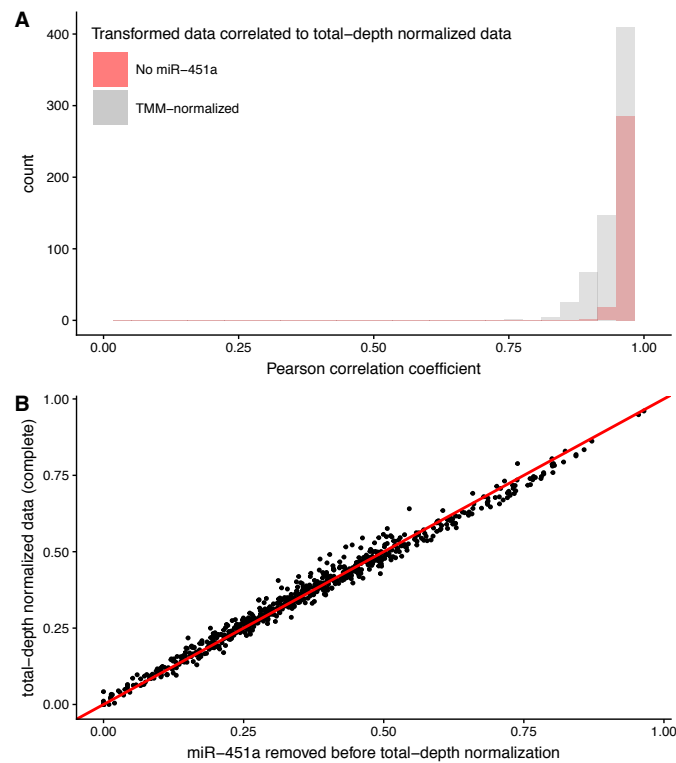 A
Transformed data correlated to total−depth normalized data
No miR−451a
TMM−normalized
count
400
300
200
100
0
0.00 0.25 0.50 0.75 1.00
Pearson correlation coefficient
B
total−depth normalized data (complete)
1.00
0.75
0.50
0.25
0.00
0.00 0.25 0.50 0.75 1.00
miR−451a removed before total−depth normalization